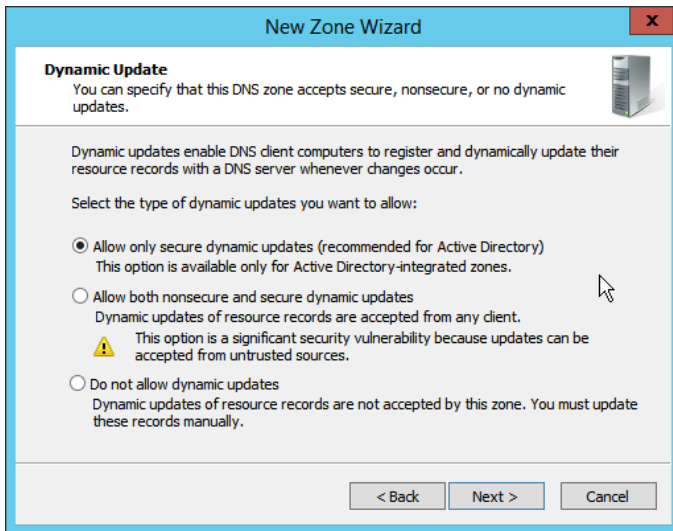 New Zone Wizard
x
Dynamic Update
You can specify that this DNS zone accepts secure, nonsecure, or no dynamic
updates.
Dynamic updates enable DNS client computers to register and dynamically update their
resource records with a DNS server whenever changes occur.
Select the type of dynamic updates you want to allow:
Allow only secure dynamic updates (recommended for Active Directory)
This option is available only for Active Directory-integrated zones.
Allow both nonsecure and secure dynamic updates
Dynamic updates of resource records are accepted from any client.
This option is a significant security vulnerability because updates can be
accepted from untrusted sources.
Do not allow dynamic updates
Dynamic updates of resource records are not accepted by this zone. You must update
these records manually.
< Back Next > Cancel